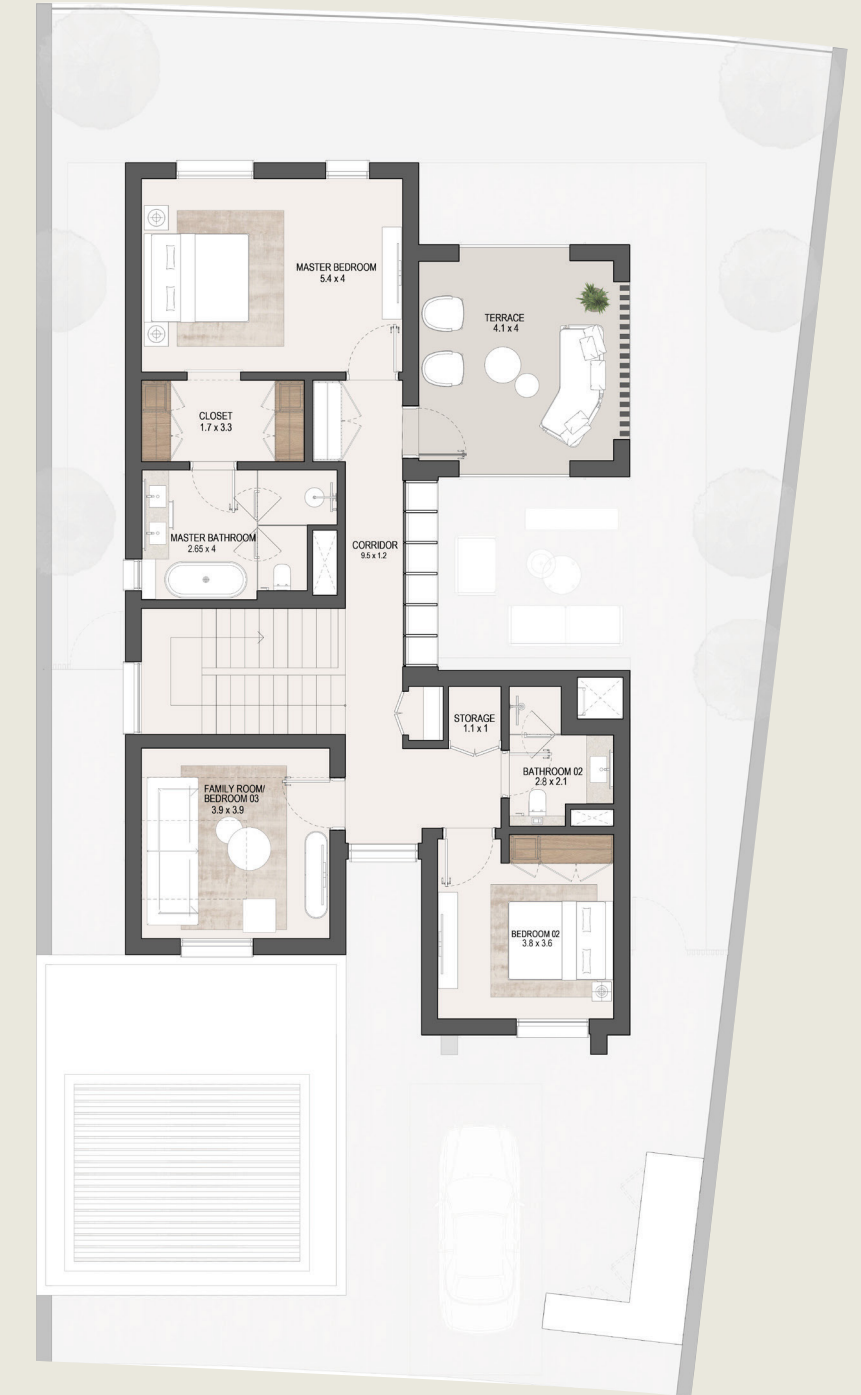 MASTER BEDROOM
5.4 x 4
TERRACE
4.1 x 4
CLOSET
1.7 x 3.3
MASTER BATHROOM
2.65 x 4
CORRIDOR
9.5 x 1.2
STORAGE
1.1 x 1
BATHROOM 02
2.8 x 2.1
FAMILY ROOM/
BEDROOM 03
3.9 x 3.9
BEDROOM 02
3.8 x 3.6